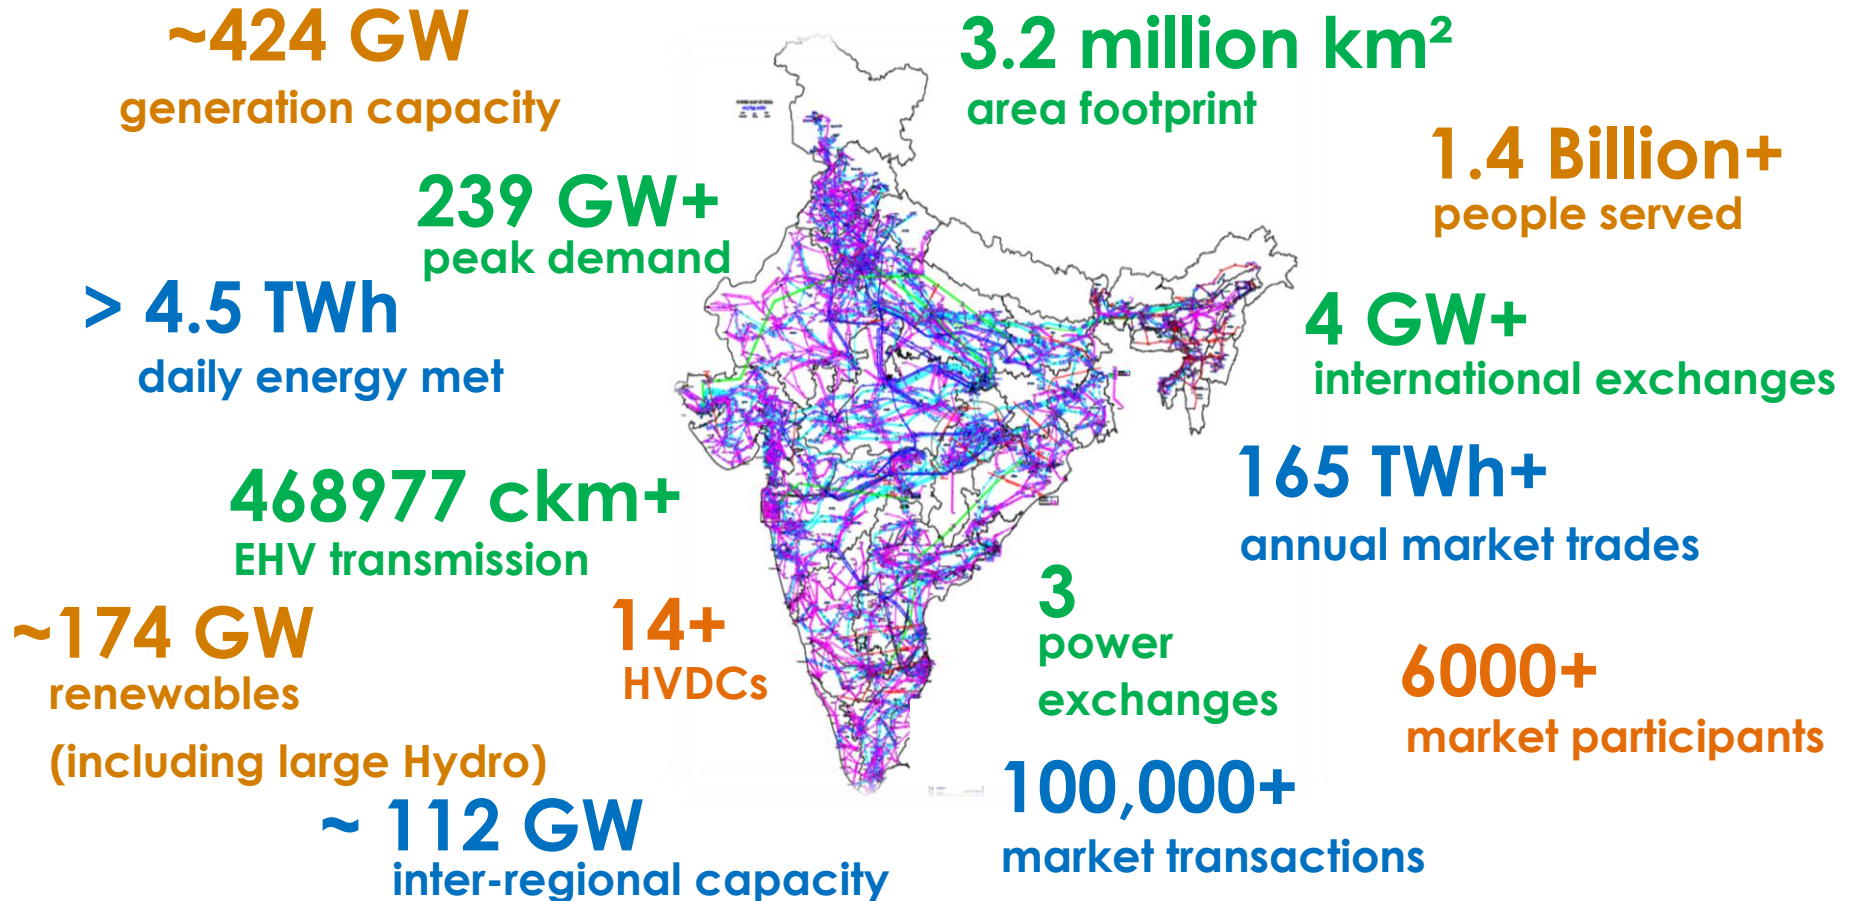 ~424 GW
generation capacity
3.2 million km²
area footprint
1.4 Billion+
people served
239 GW+
peak demand
> 4.5 TWh
daily energy met
4 GW+
international exchanges
468977 ckm+
EHV transmission
165 TWh+
annual market trades
~174 GW
renewables
(including large Hydro)
14+
HVDCs
3
power
exchanges
6000+
market participants
~ 112 GW
inter-regional capacity
100,000+
market transactions